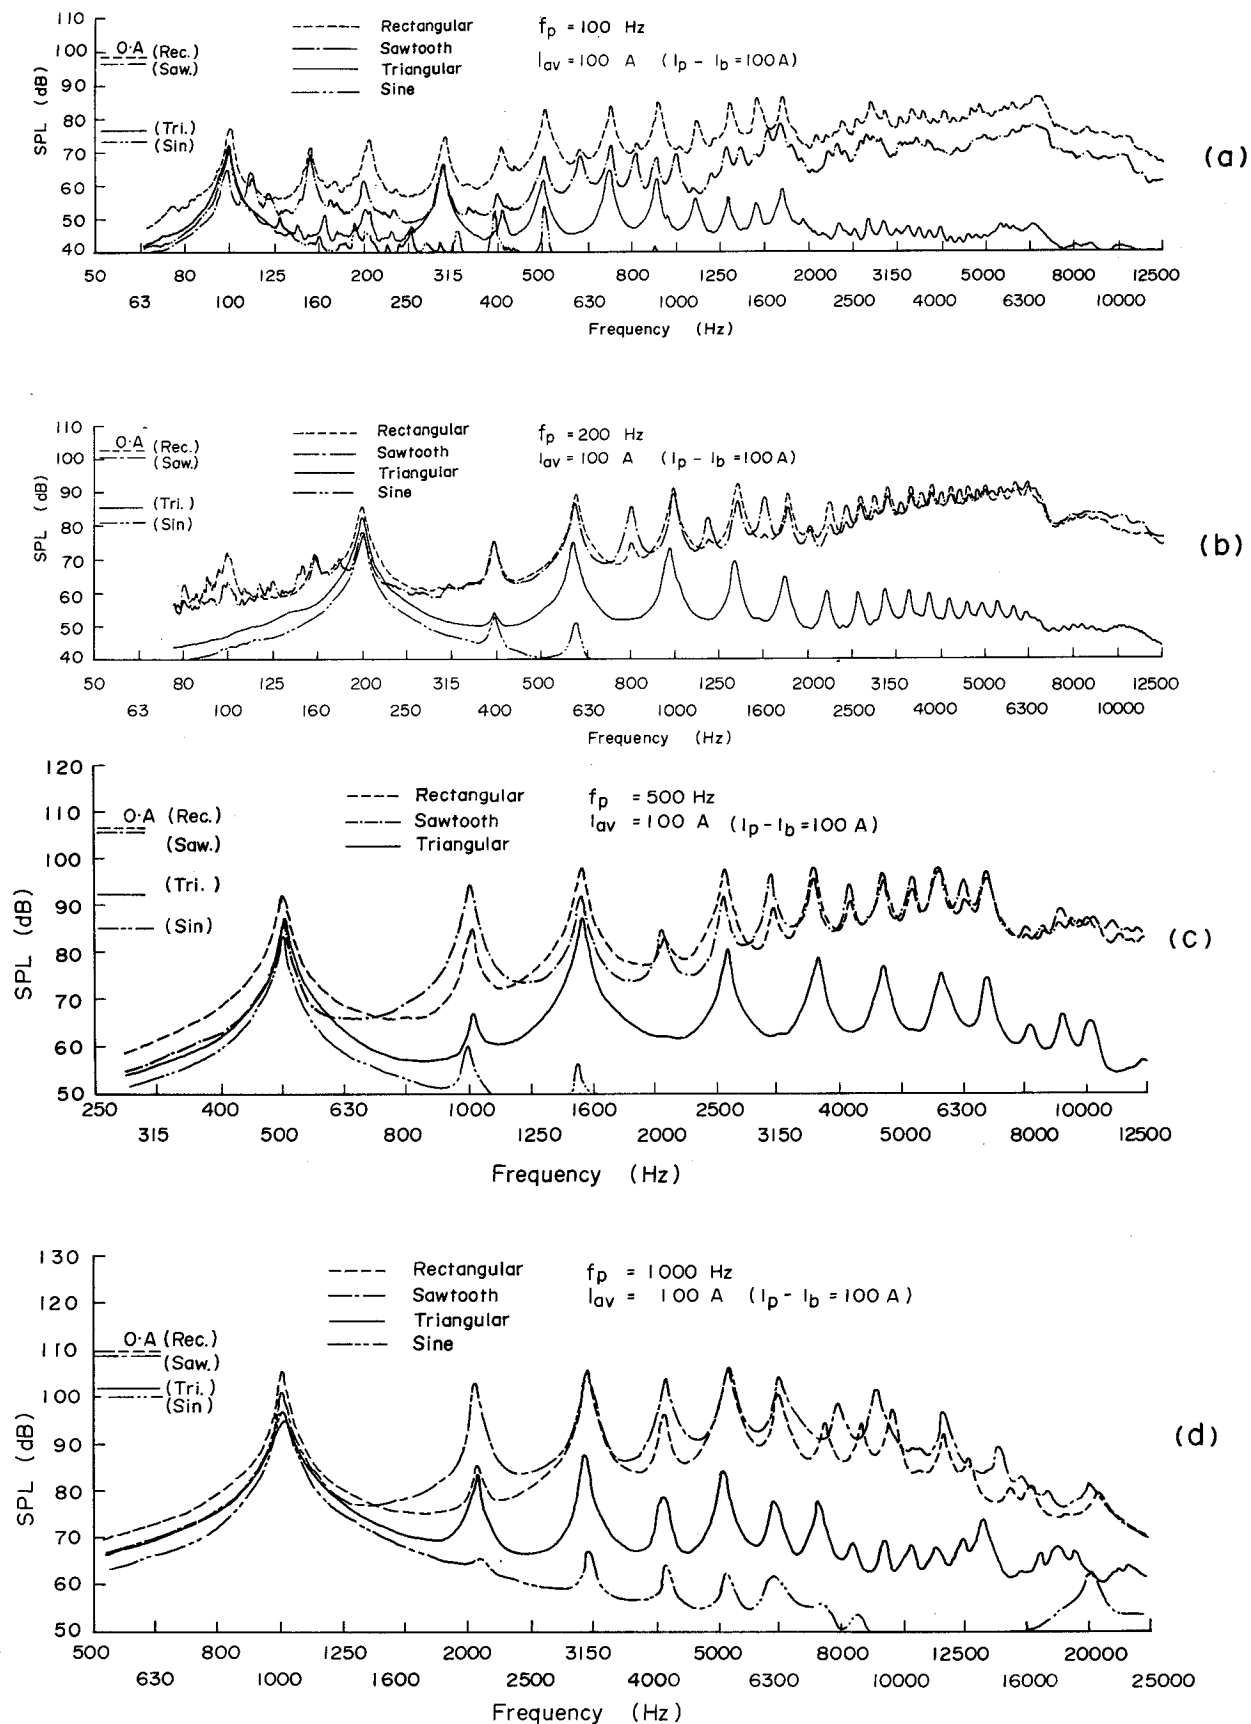 110
100
90
80
70
60
50
40
SPL (dB)
O·A (Rec.)
(Saw.)
(Tri.)
(Sin)
Rectangular
Sawtooth
Triangular
Sine
fp = 100 Hz
Iav = 100 A (Ip - Ib = 100A)
(a)
50 80 125 200 315 500 800 1250 2000 3150 5000 8000 12500
63 100 160 250 400 630 1000 1600 2500 4000 6300 10000
Frequency (Hz)
110
100
90
80
70
60
50
40
SPL (dB)
O·A (Rec.)
(Saw.)
(Tri.)
(Sin)
Rectangular
Sawtooth
Triangular
Sine
fp = 200 Hz
Iav = 100 A (Ip - Ib = 100A)
(b)
50 80 125 200 315 500 800 1250 2000 3150 5000 8000 12500
63 100 160 250 400 630 1000 1600 2500 4000 6300 10000
Frequency (Hz)
120
110
100
90
80
70
60
50
SPL (dB)
O·A (Rec.)
(Saw.)
(Tri.)
(Sin)
Rectangular
Sawtooth
Triangular
fp = 500 Hz
Iav = 100 A (Ip - Ib = 100 A)
(c)
250 400 630 1000 1600 2500 4000 6300 10000
315 500 800 1250 2000 3150 5000 8000 12500
Frequency (Hz)
130
120
110
100
90
80
70
60
50
SPL (dB)
O·A (Rec.)
(Saw.)
(Tri.)
(Sin)
Rectangular
Sawtooth
Triangular
Sine
fp = 1000 Hz
Iav = 100 A (Ip - Ib = 100 A)
(d)
500 800 1250 2000 3150 5000 8000 12500 20000
630 1000 1600 2500 4000 6300 10000 16000 25000
Frequency (Hz)